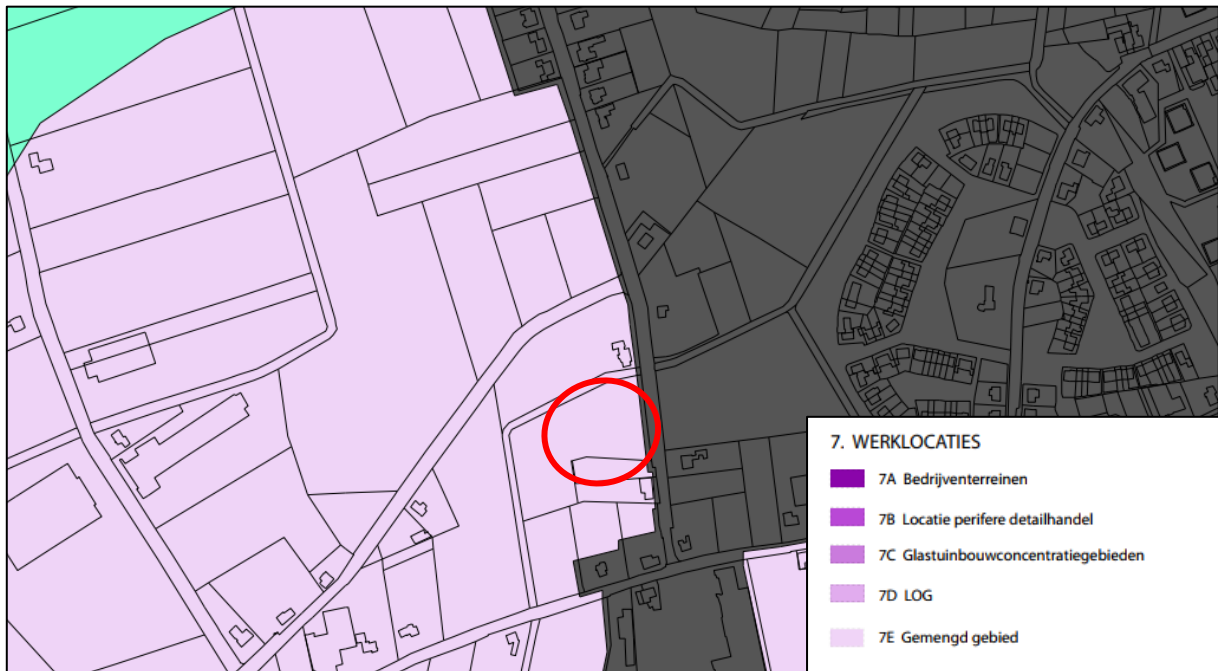 7. WERKLOCATIES
7A Bedrijventerreinen
7B Locatie perifere detailhandel
7C Glastuinbouwconcentratiegebieden
7D LOG
7E Gemengd gebied